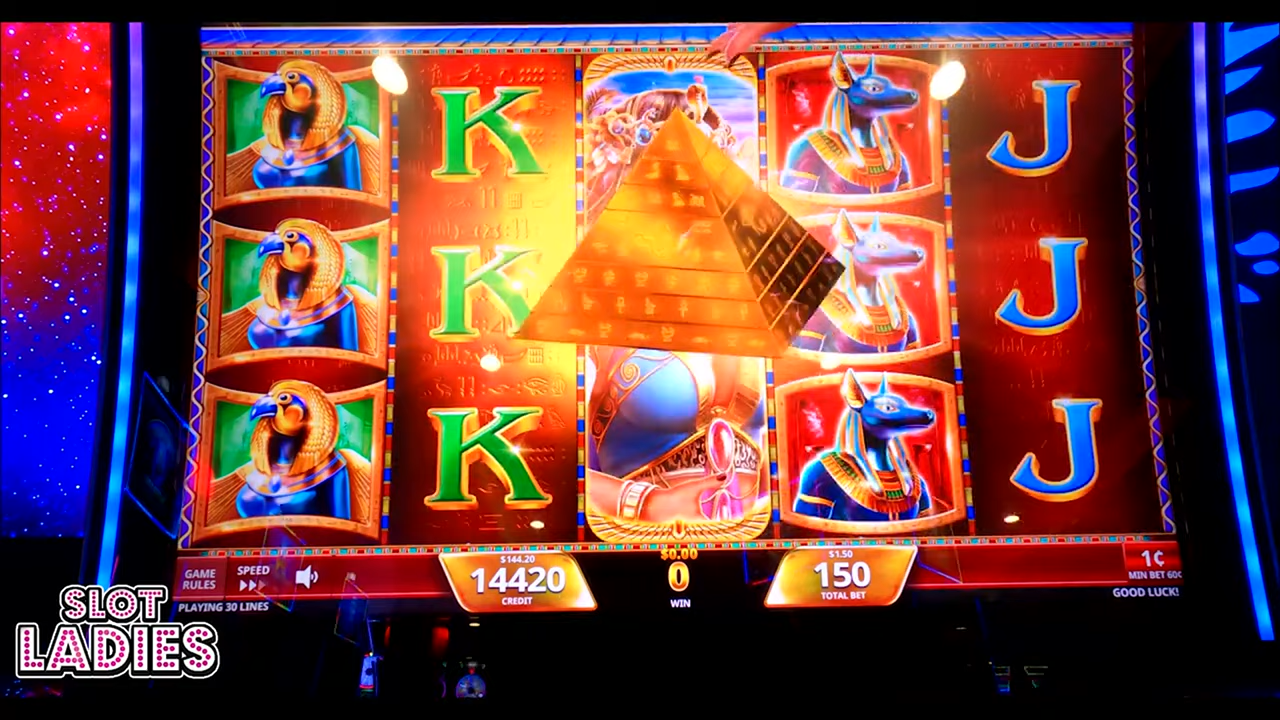 K
J
K
J
K
J
GAME
RULES
SPEED
$144.20
14420
CREDIT
$0.00
0
WIN
$1.50
150
TOTAL BET
1¢
MIN BET 60¢
PLAYING 30 LINES
GOOD LUCK!
SLOT
LADIES